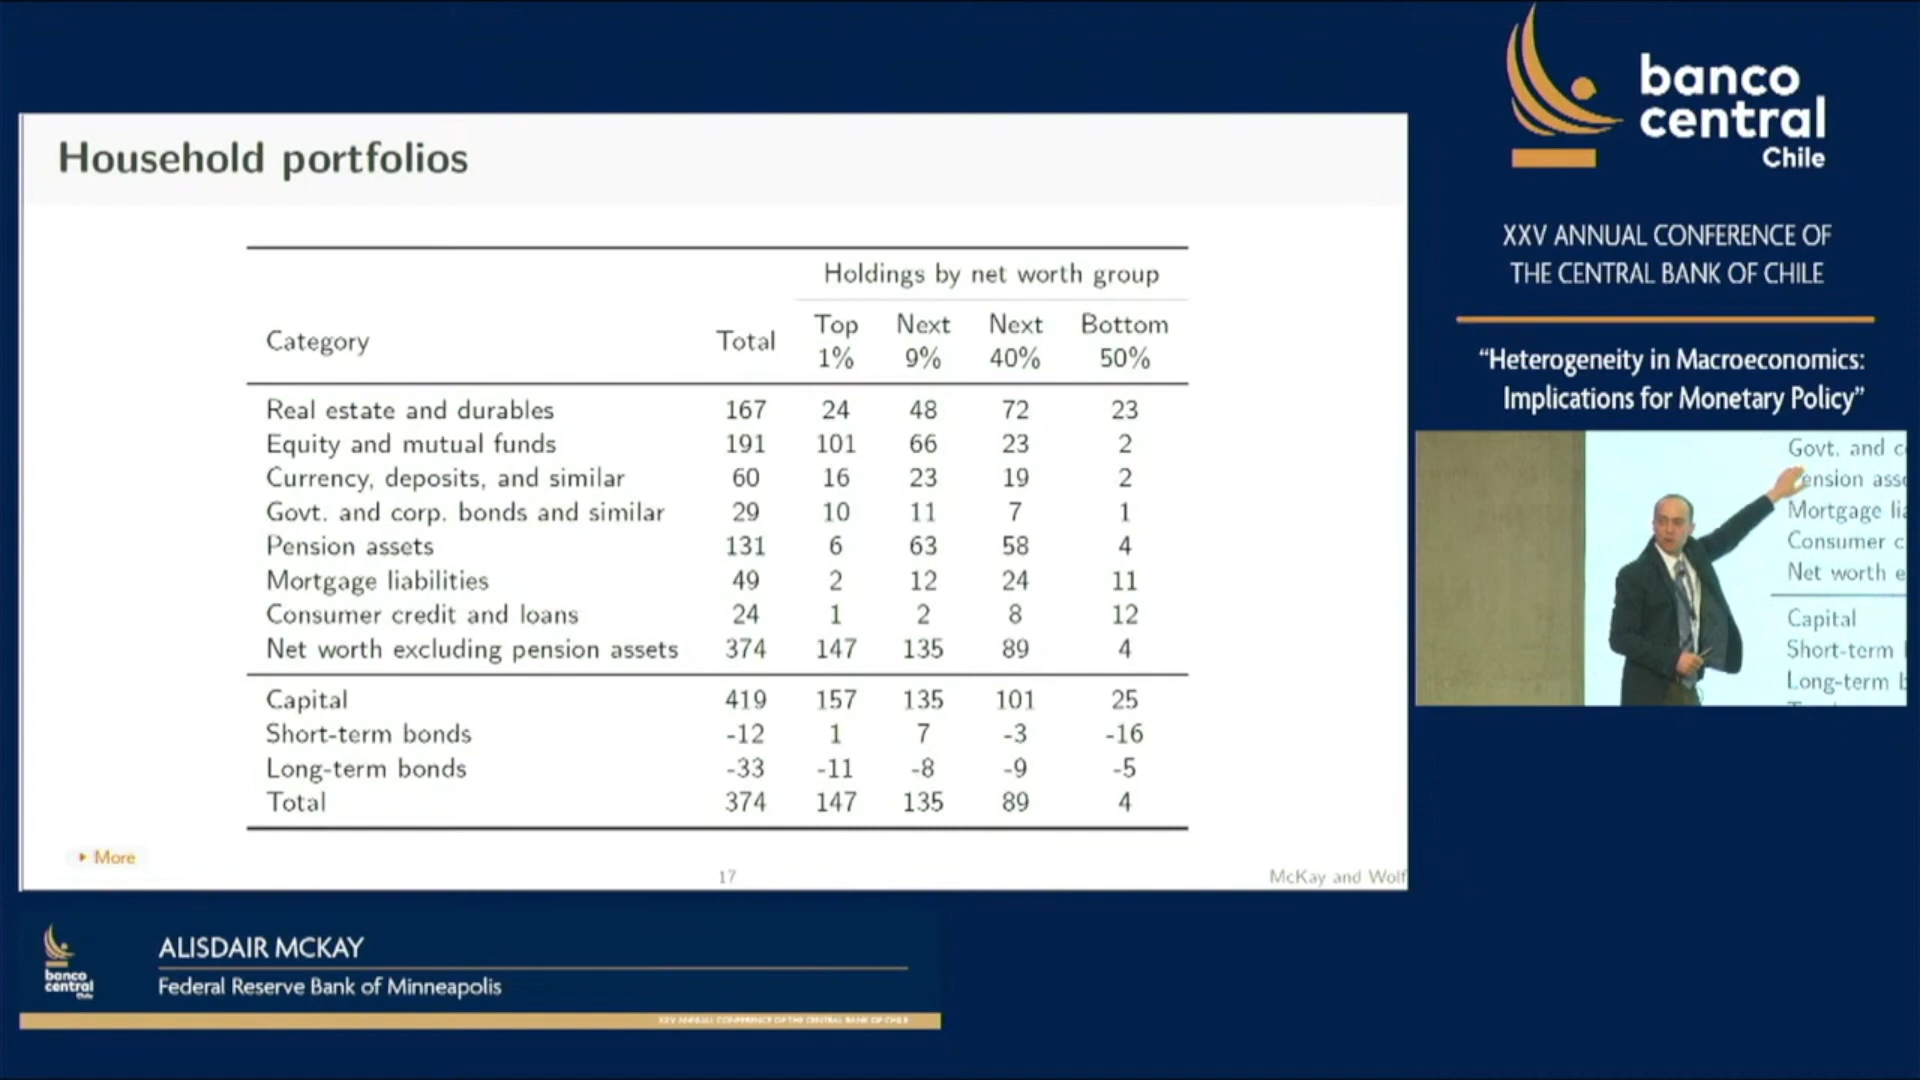 Household portfolios
Holdings by net worth group
Category Total Top 1% Next 9% Next 40% Bottom 50%
Real estate and durables 167 24 48 72 23
Equity and mutual funds 191 101 66 23 2
Currency, deposits, and similar 60 16 23 19 2
Govt. and corp. bonds and similar 29 10 11 7 1
Pension assets 131 6 63 58 4
Mortgage liabilities 49 2 12 24 11
Consumer credit and loans 24 1 2 8 12
Net worth excluding pension assets 374 147 135 89 4
Capital 419 157 135 101 25
Short-term bonds -12 1 7 -3 -16
Long-term bonds -33 -11 -8 -9 -5
Total 374 147 135 89 4
More
17
McKay and Wolf
banco
central
Chile
XXV ANNUAL CONFERENCE OF
THE CENTRAL BANK OF CHILE
“Heterogeneity in Macroeconomics:
Implications for Monetary Policy”
Govt. and c
ension ass
Mortgage lia
Consumer c
Net worth e
Capital
Short-term
Long-term b
banco
central
Chile
ALISDAIR MCKAY
Federal Reserve Bank of Minneapolis
XXV ANNUAL CONFERENCE OF THE CENTRAL BANK OF CHILE